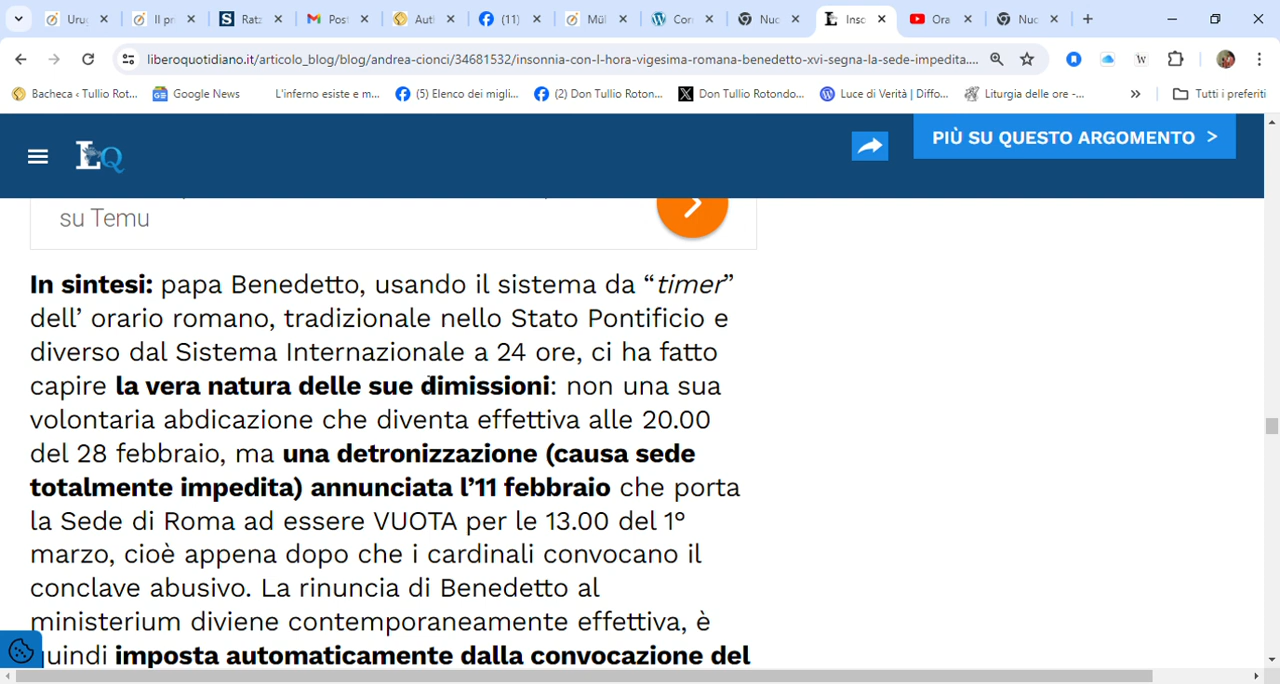 Uru
Il pr
Ratz
Post
Auti
(11)
Mül
Cor
Nuo
Inso
Ora
Nuo
liberoquotidiano.it/articolo_blog/blog/andrea-cionci/34681532/insonnia-con-l-hora-vigesima-romana-benedetto-xvi-segna-la-sede-impedita....
Bacheca ‹ Tullio Rot...
Google News
L'inferno esiste e m...
(5) Elenco dei migli...
(2) Don Tullio Roton...
Don Tullio Rotondo...
Luce di Verità | Diffo...
Liturgia delle ore -...
»
Tutti i preferiti
LQ
PIÙ SU QUESTO ARGOMENTO >
su Temu
In sintesi: papa Benedetto, usando il sistema da “timer”
dell’ orario romano, tradizionale nello Stato Pontificio e
diverso dal Sistema Internazionale a 24 ore, ci ha fatto
capire la vera natura delle sue dimissioni: non una sua
volontaria abdicazione che diventa effettiva alle 20.00
del 28 febbraio, ma una detronizzazione (causa sede
totalmente impedita) annunciata l’11 febbraio che porta
la Sede di Roma ad essere VUOTA per le 13.00 del 1°
marzo, cioè appena dopo che i cardinali convocano il
conclave abusivo. La rinuncia di Benedetto al
ministerium diviene contemporaneamente effettiva, è
quindi imposta automaticamente dalla convocazione del